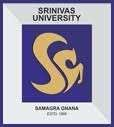 SRINIVAS
UNIVERSITY
SAMAGRA GNANA
ESTD 1988